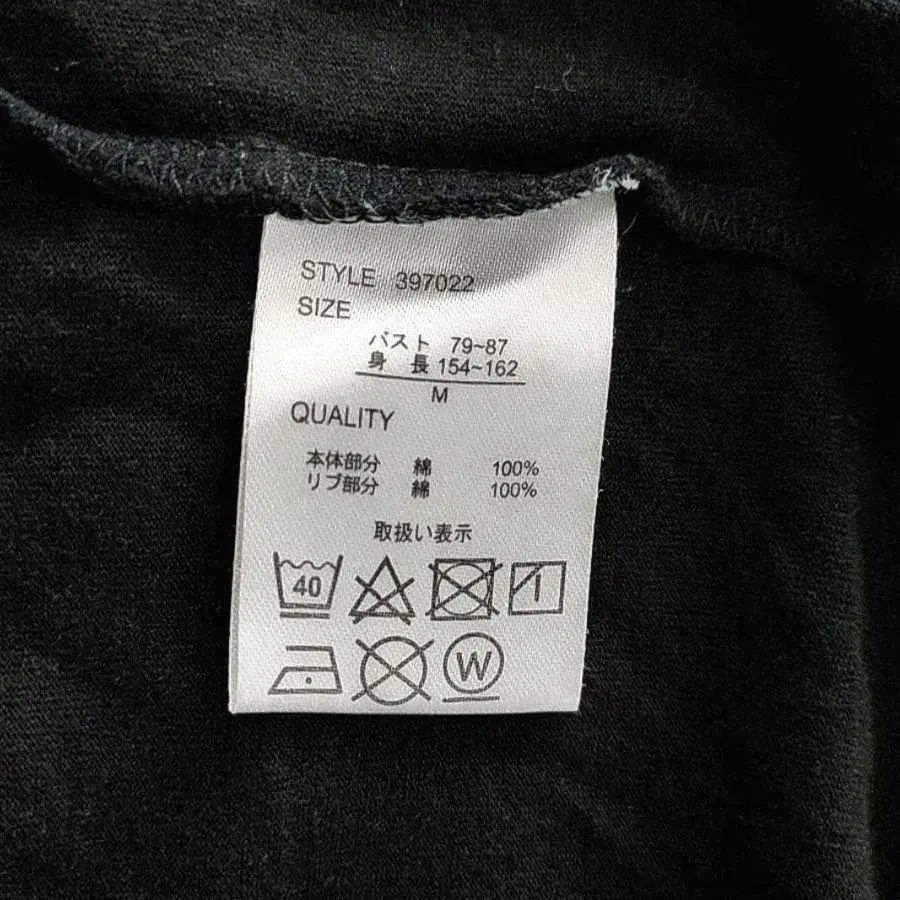 STYLE 397022
SIZE
バスト 79~87
身 長 154~162
M
QUALITY
本体部分 綿 100%
リブ部分 綿 100%
取扱い表示
40
W